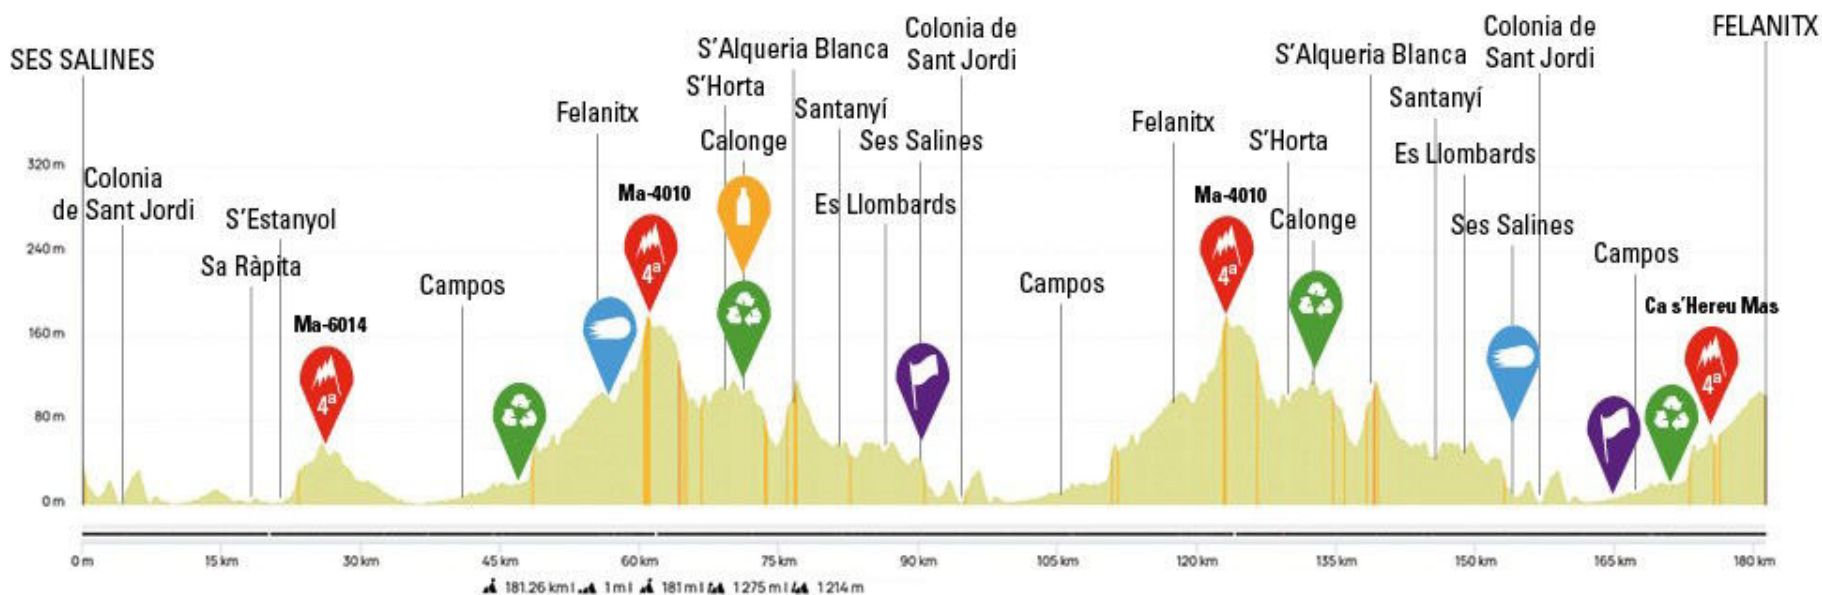 SES SALINES
Colonia
de Sant Jordi
Sa Ràpita
S'Estanyol
Ma-6014
4ª
Campos
Felanitx
Ma-4010
4ª
S'Horta
Calonge
S'Alqueria Blanca
Santanyí
Es Llombards
Ses Salines
Colonia de
Sant Jordi
Campos
Felanitx
Ma-4010
4ª
S'Horta
Calonge
S'Alqueria Blanca
Santanyí
Es Llombards
Ses Salines
Colonia de
Sant Jordi
Campos
Ca s'Hereu Mas
4ª
FELANITX
320 m
240 m
160 m
80 m
0 m
0 m 15 km 30 km 45 km 60 km 75 km 90 km 105 km 120 km 135 km 150 km 165 km 180 km
181.26 km | 1 m | 181 m | 1 275 m | 1 214 m